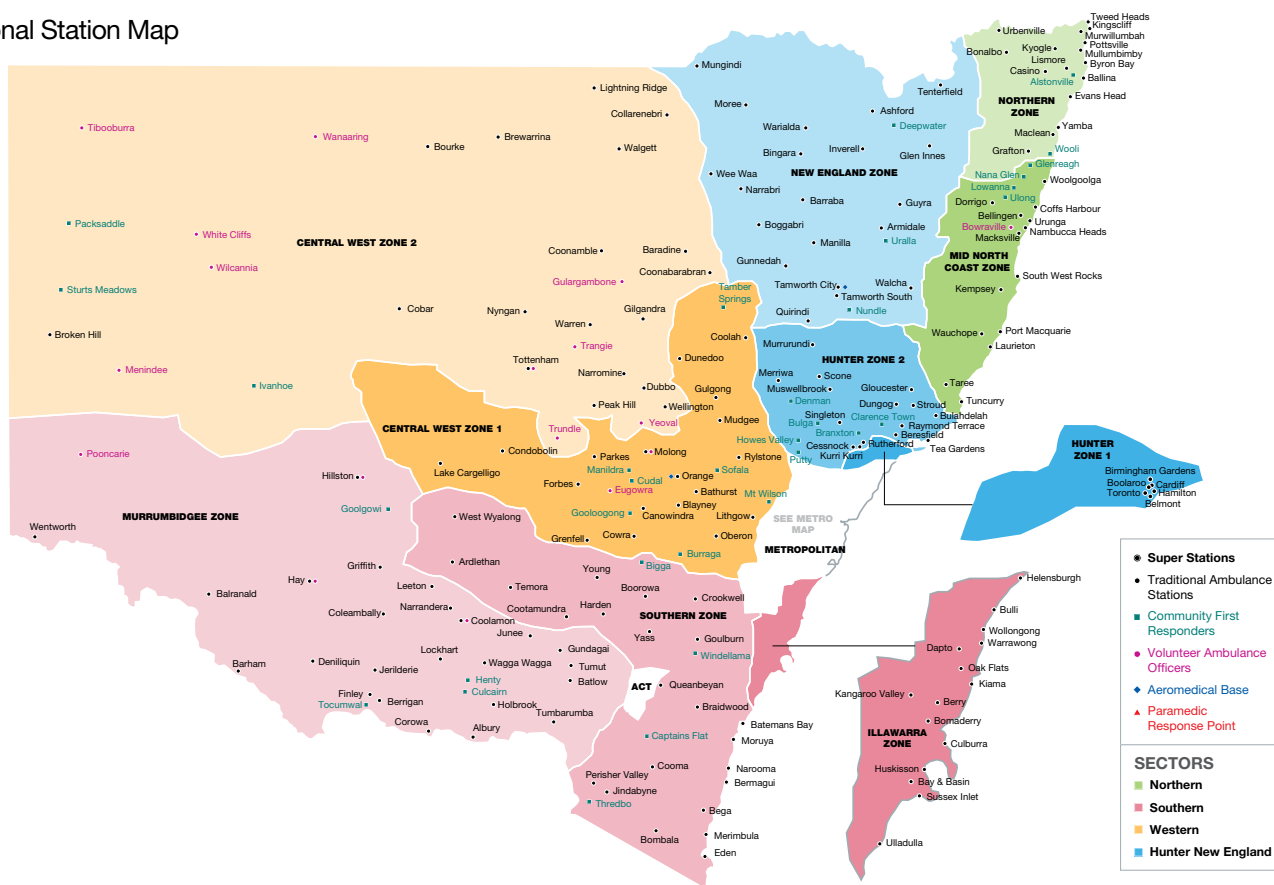 nal Station Map
Tweed Heads
Kingscliff
Murwillumbah
Pottsville
Mullumbimby
Byron Bay
Ballina
Urbenville
Bonalbo
Kyogle
Lismore
Casino
Alstonville
Evans Head
NORTHERN
ZONE
Yamba
Maclean
Grafton
Wooli
Glenreagh
Nana Glen
Woolgoolga
Lowanna
Ulong
Dorrigo
Coffs Harbour
Bellingen
Urunga
Bowraville
Nambucca Heads
Macksville
MID NORTH
COAST ZONE
South West Rocks
Kempsey
Wauchope
Port Macquarie
Laurieton
Taree
Tuncurry
Mungindi
Tenterfield
Moree
Ashford
Warialda
Deepwater
Bingara
Inverell
Glen Innes
NEW ENGLAND ZONE
Wee Waa
Narrabri
Barraba
Guyra
Boggabri
Armidale
Manilla
Uralla
Gunnedah
Tamworth City
Walcha
Tamworth South
Quirindi
Nundle
Murrurundi
HUNTER ZONE 2
Merriwa
Scone
Muswellbrook
Gloucester
Denman
Dungog
Stroud
Singleton
Clarence Town
Bulahdelah
Bulga
Raymond Terrace
Branxton
Beresfield
Howes Valley
Cessnock
Rutherford
Tea Gardens
Putty
Kurri Kurri
HUNTER
ZONE 1
Birmingham Gardens
Boolaroo
Cardiff
Toronto
Hamilton
Belmont
Lightning Ridge
Collarenebri
Tibooburra
Wanaaring
Brewarrina
Bourke
Walgett
Packsaddle
White Cliffs
CENTRAL WEST ZONE 2
Coonamble
Baradine
Wilcannia
Coonabarabran
Gulargambone
Sturts Meadows
Cobar
Nyngan
Gilgandra
Warren
Broken Hill
Trangie
Tottenham
Menindee
Narromine
Ivanhoe
Dubbo
Peak Hill
Wellington
Trundle
Yeoval
Tamber
Springs
Coolah
Dunedoo
Gulgong
Mudgee
CENTRAL WEST ZONE 1
Condobolin
Lake Cargelligo
Parkes
Molong
Rylstone
Manildra
Cudal
Orange
Sofala
Forbes
Eugowra
Bathurst
Mt Wilson
Gooloogong
Canowindra
Blayney
Lithgow
Grenfell
Cowra
Oberon
Burraga
SEE METRO
MAP
METROPOLITAN
Pooncarie
Hillston
Goolgowi
MURRUMBIDGEE ZONE
Wentworth
Griffith
Hay
Balranald
Leeton
Coleambally
Narrandera
Coolamon
Junee
Lockhart
Gundagai
Barham
Deniliquin
Jerilderie
Wagga Wagga
Tumut
Henty
Batlow
Culcairn
Finley
Berrigan
Tocumwal
Holbrook
Tumbarumba
Corowa
Albury
West Wyalong
Ardlethan
Bigga
Young
Temora
Boorowa
Crookwell
Cootamundra
Harden
SOUTHERN ZONE
Yass
Goulburn
Windellama
ACT
Queanbeyan
Braidwood
Batemans Bay
Captains Flat
Moruya
Cooma
Narooma
Perisher Valley
Bermagui
Jindabyne
Thredbo
Bega
Bombala
Merimbula
Eden
Helensburgh
Bulli
Wollongong
Warrawong
Dapto
Oak Flats
Kiama
Kangaroo Valley
Berry
Bomaderry
ILLAWARRA
ZONE
Culburra
Huskisson
Bay & Basin
Sussex Inlet
Ulladulla
Super Stations
Traditional Ambulance
Stations
Community First
Responders
Volunteer Ambulance
Officers
Aeromedical Base
Paramedic
Response Point
SECTORS
Northern
Southern
Western
Hunter New England